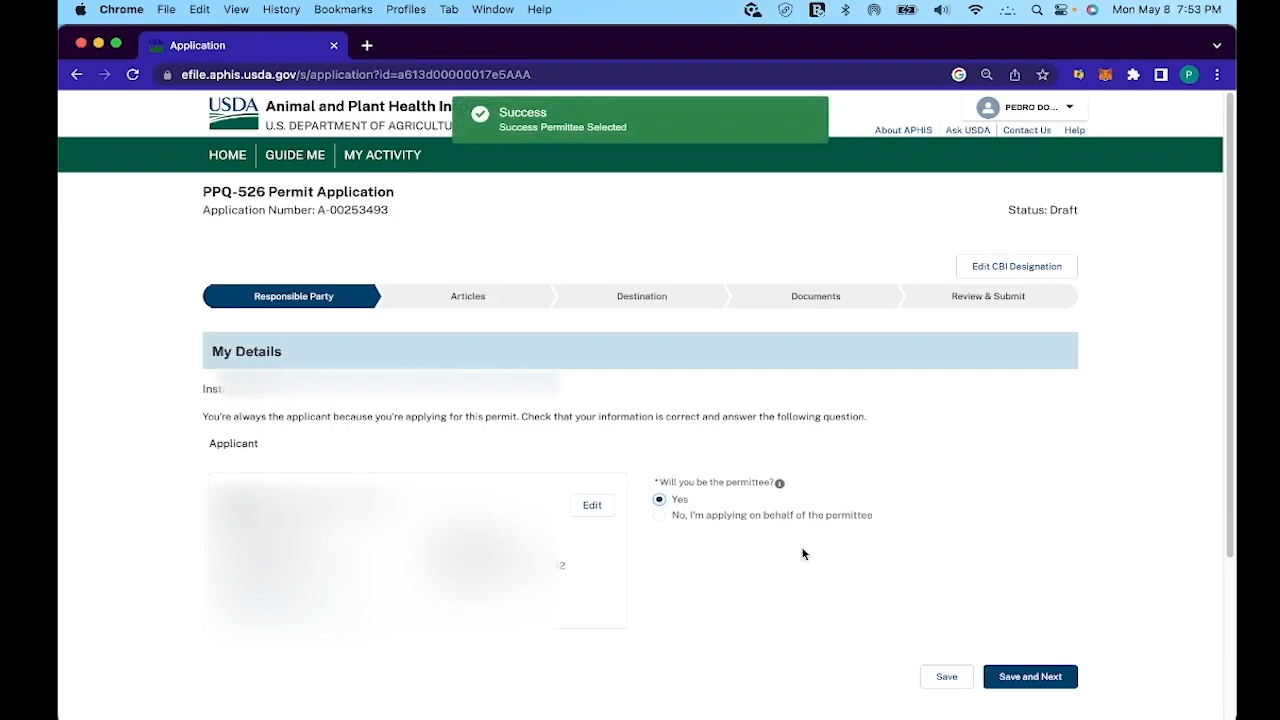 Chrome File Edit View History Bookmarks Profiles Tab Window Help Mon May 8 7:53 PM
Application
efile.aphis.usda.gov/s/application?id=a613d00000017e5AAA
P
USDA Animal and Plant Health In
U.S. DEPARTMENT OF AGRICULTU
Success
Success Permittee Selected
PEDRO DO...
About APHIS Ask USDA Contact Us Help
HOME GUIDE ME MY ACTIVITY
PPQ-526 Permit Application
Application Number: A-00253493 Status: Draft
Edit CBI Designation
Responsible Party Articles Destination Documents Review & Submit
My Details
Inst
You're always the applicant because you're applying for this permit. Check that your information is correct and answer the following question.
Applicant
*Will you be the permittee?
Edit Yes
No, I'm applying on behalf of the permittee
Save Save and Next